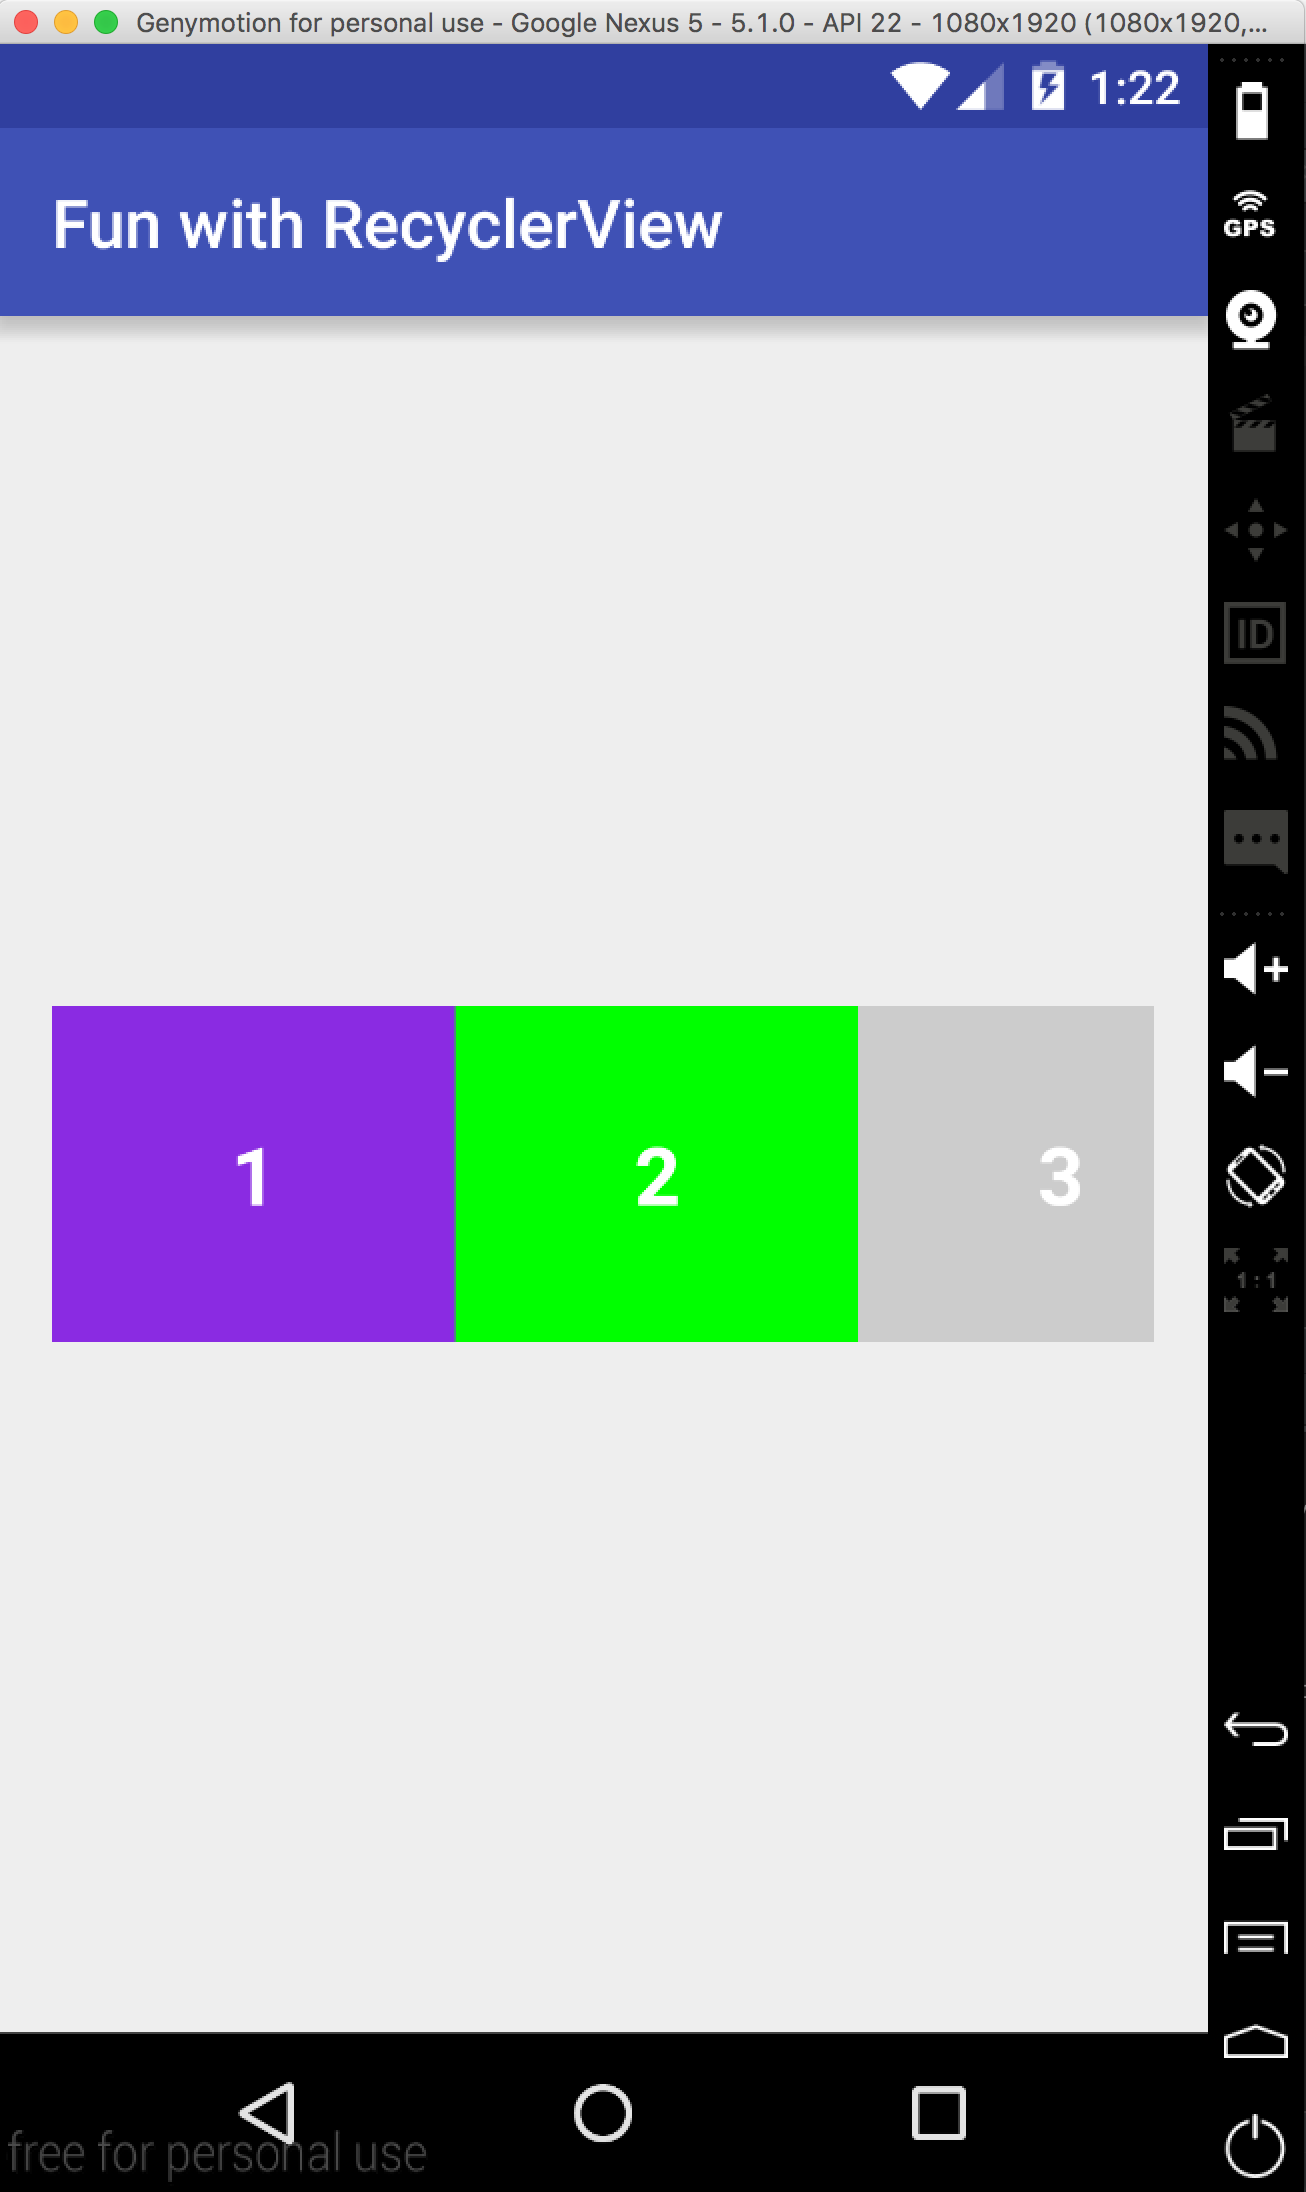 Genymotion for personal use - Google Nexus 5 - 5.1.0 - API 22 - 1080x1920 (1080x1920,...
1:22
Fun with RecyclerView
GPS
ID
1 2 3
1:1
free for personal use